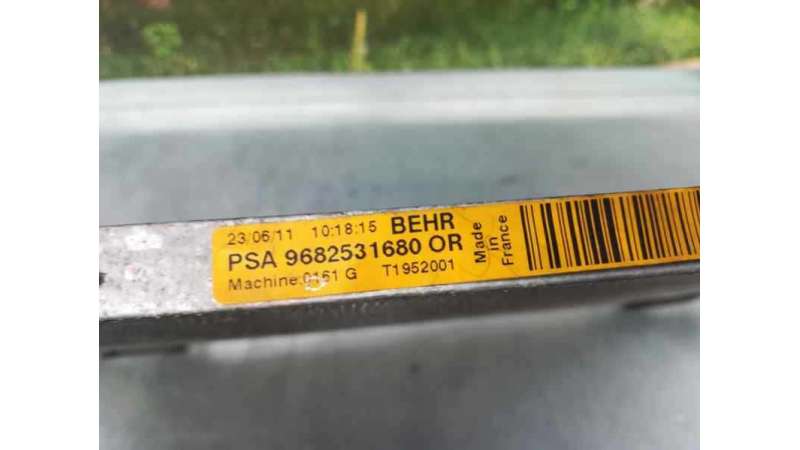 23/06/11 10:18:15 BEHR
PSA 9682531680 OR
Machine:0161 G T1952001
Made
in
France